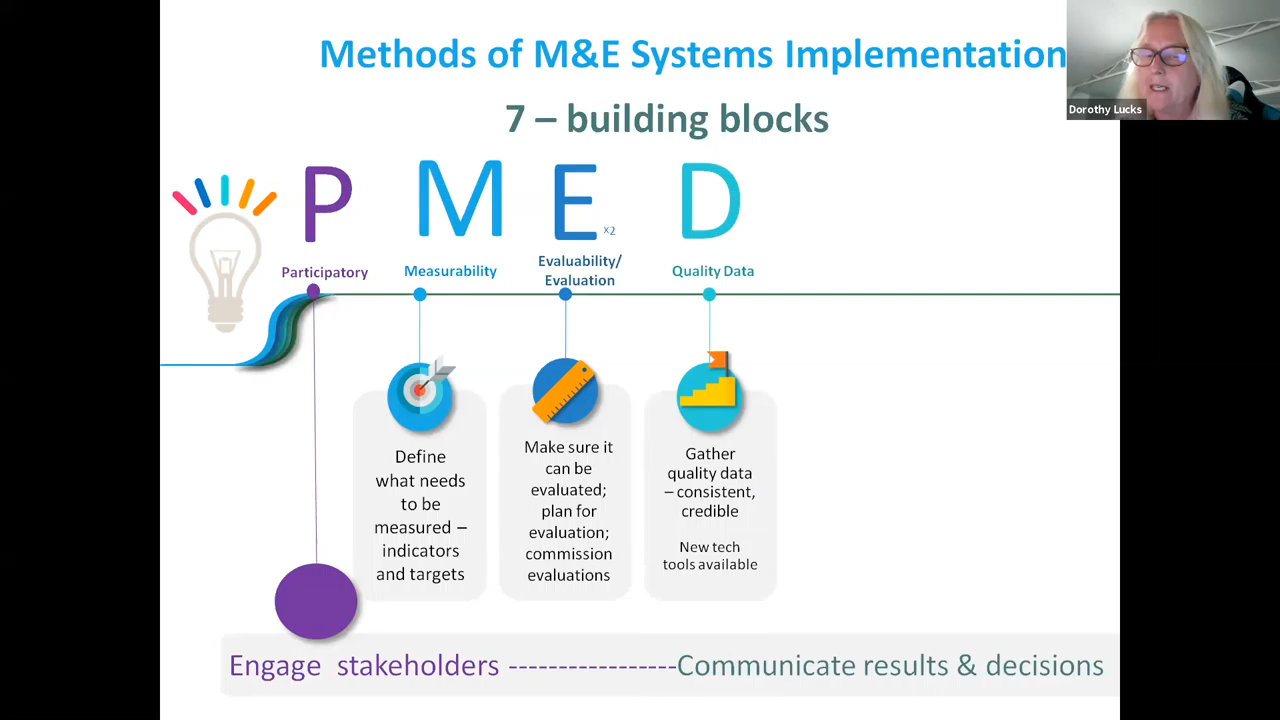 Methods of M&E Systems Implementation
Dorothy Lucks
7 – building blocks
P M E x2 D
Participatory
Measurability
Evaluability/
Evaluation
Quality Data
Define
what needs
to be
measured –
indicators
and targets
Make sure it
can be
evaluated;
plan for
evaluation;
commission
evaluations
Gather
quality data
– consistent,
credible
New tech
tools available
Engage stakeholders -----------------Communicate results & decisions